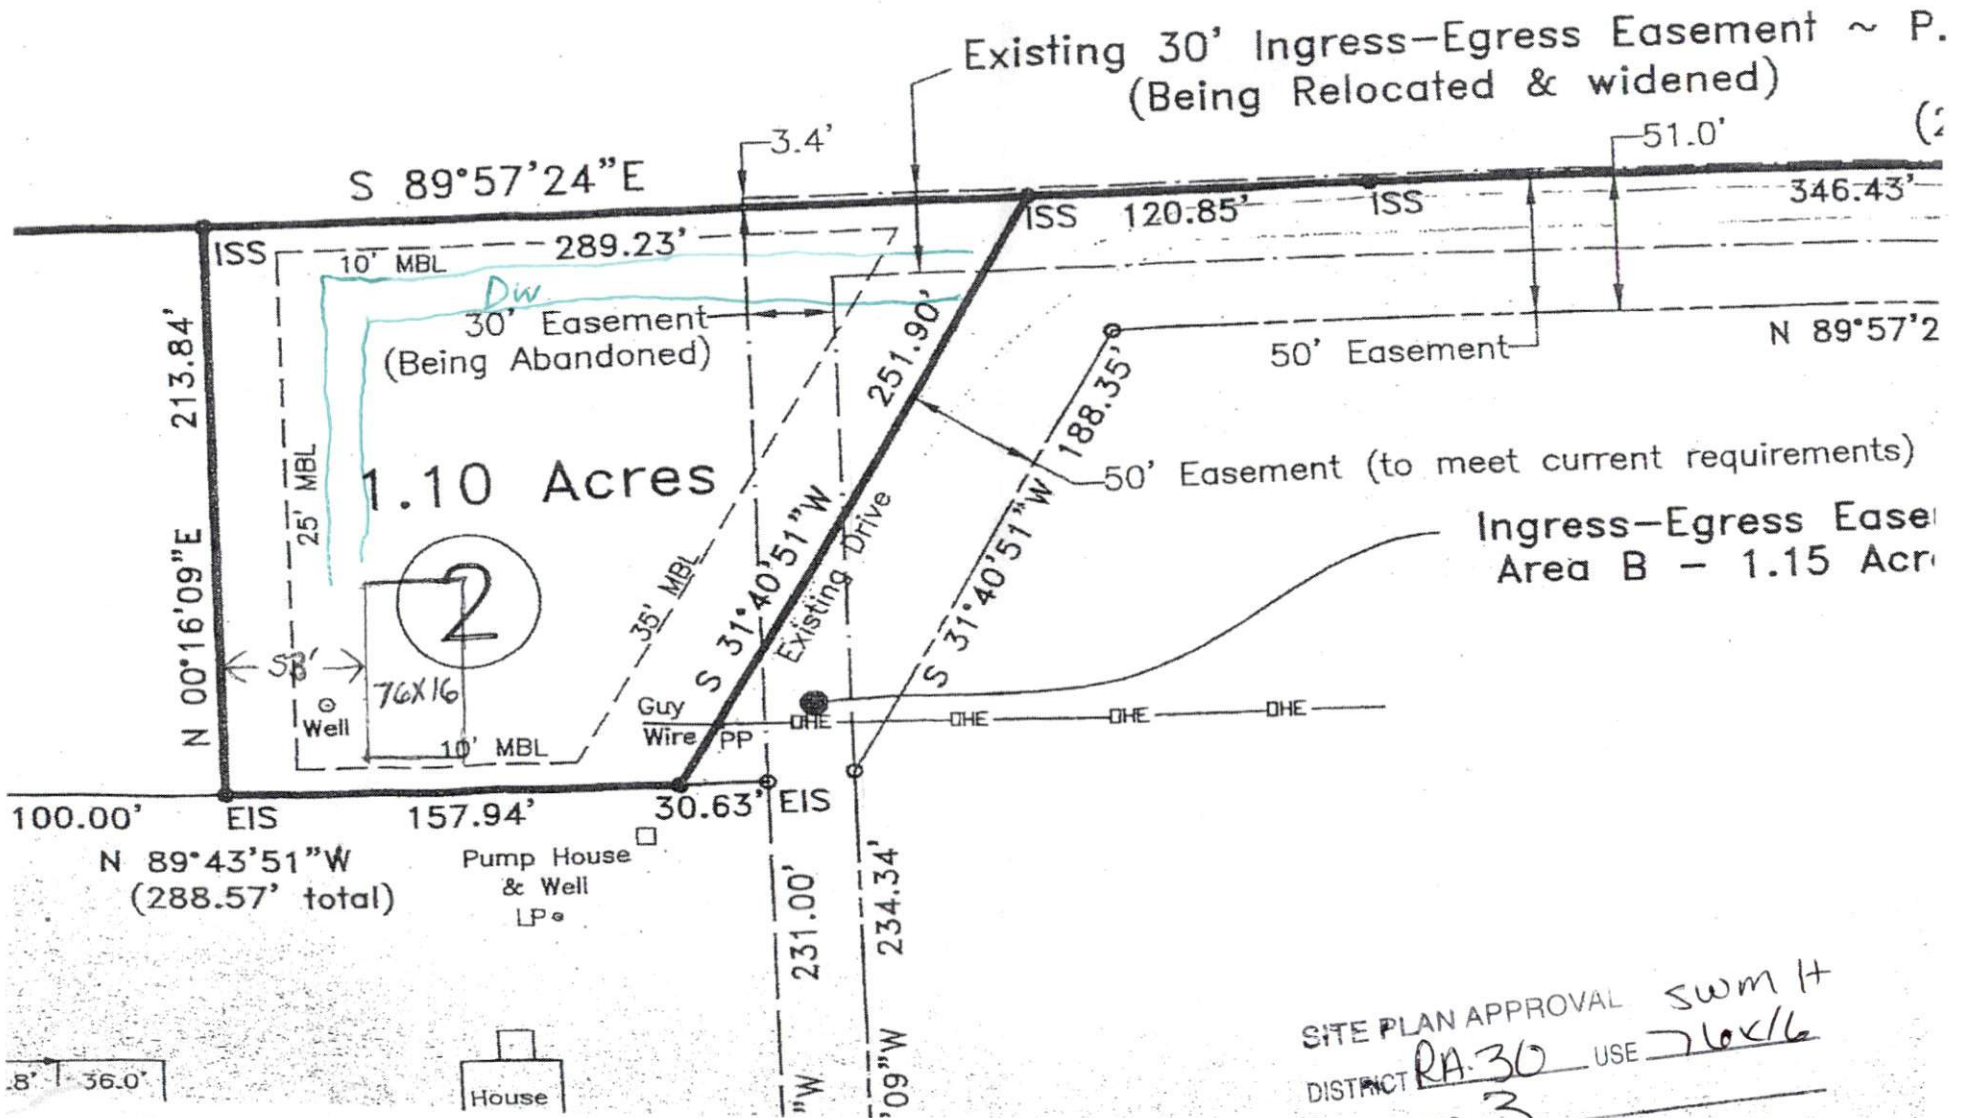 Existing 30' Ingress-Egress Easement ~ P.
(Being Relocated & widened)
3.4'
51.0'
S 89°57'24"E
ISS
289.23'
10' MBL
ISS
120.85'
ISS
346.43'
Dw
30' Easement
(Being Abandoned)
50' Easement
N 89°57'2
213.84'
N 00°16'09"E
25' MBL
251.90'
S 31°40'51"W
188.35'
S 31°40'51"W
50' Easement (to meet current requirements)
1.10 Acres
2
35' MBL
Existing Drive
Ingress-Egress Ease
Area B - 1.15 Acr
76X16
Well
10' MBL
Guy
Wire
PP
OHE
OHE
OHE
OHE
100.00'
EIS
157.94'
30.63'
EIS
N 89°43'51"W
(288.57' total)
Pump House
& Well
LP
231.00'
234.34'
"W
'09"W
.8'
36.0'
House
SITE PLAN APPROVAL SWM H
DISTRICT RA-30 USE 76x16
3